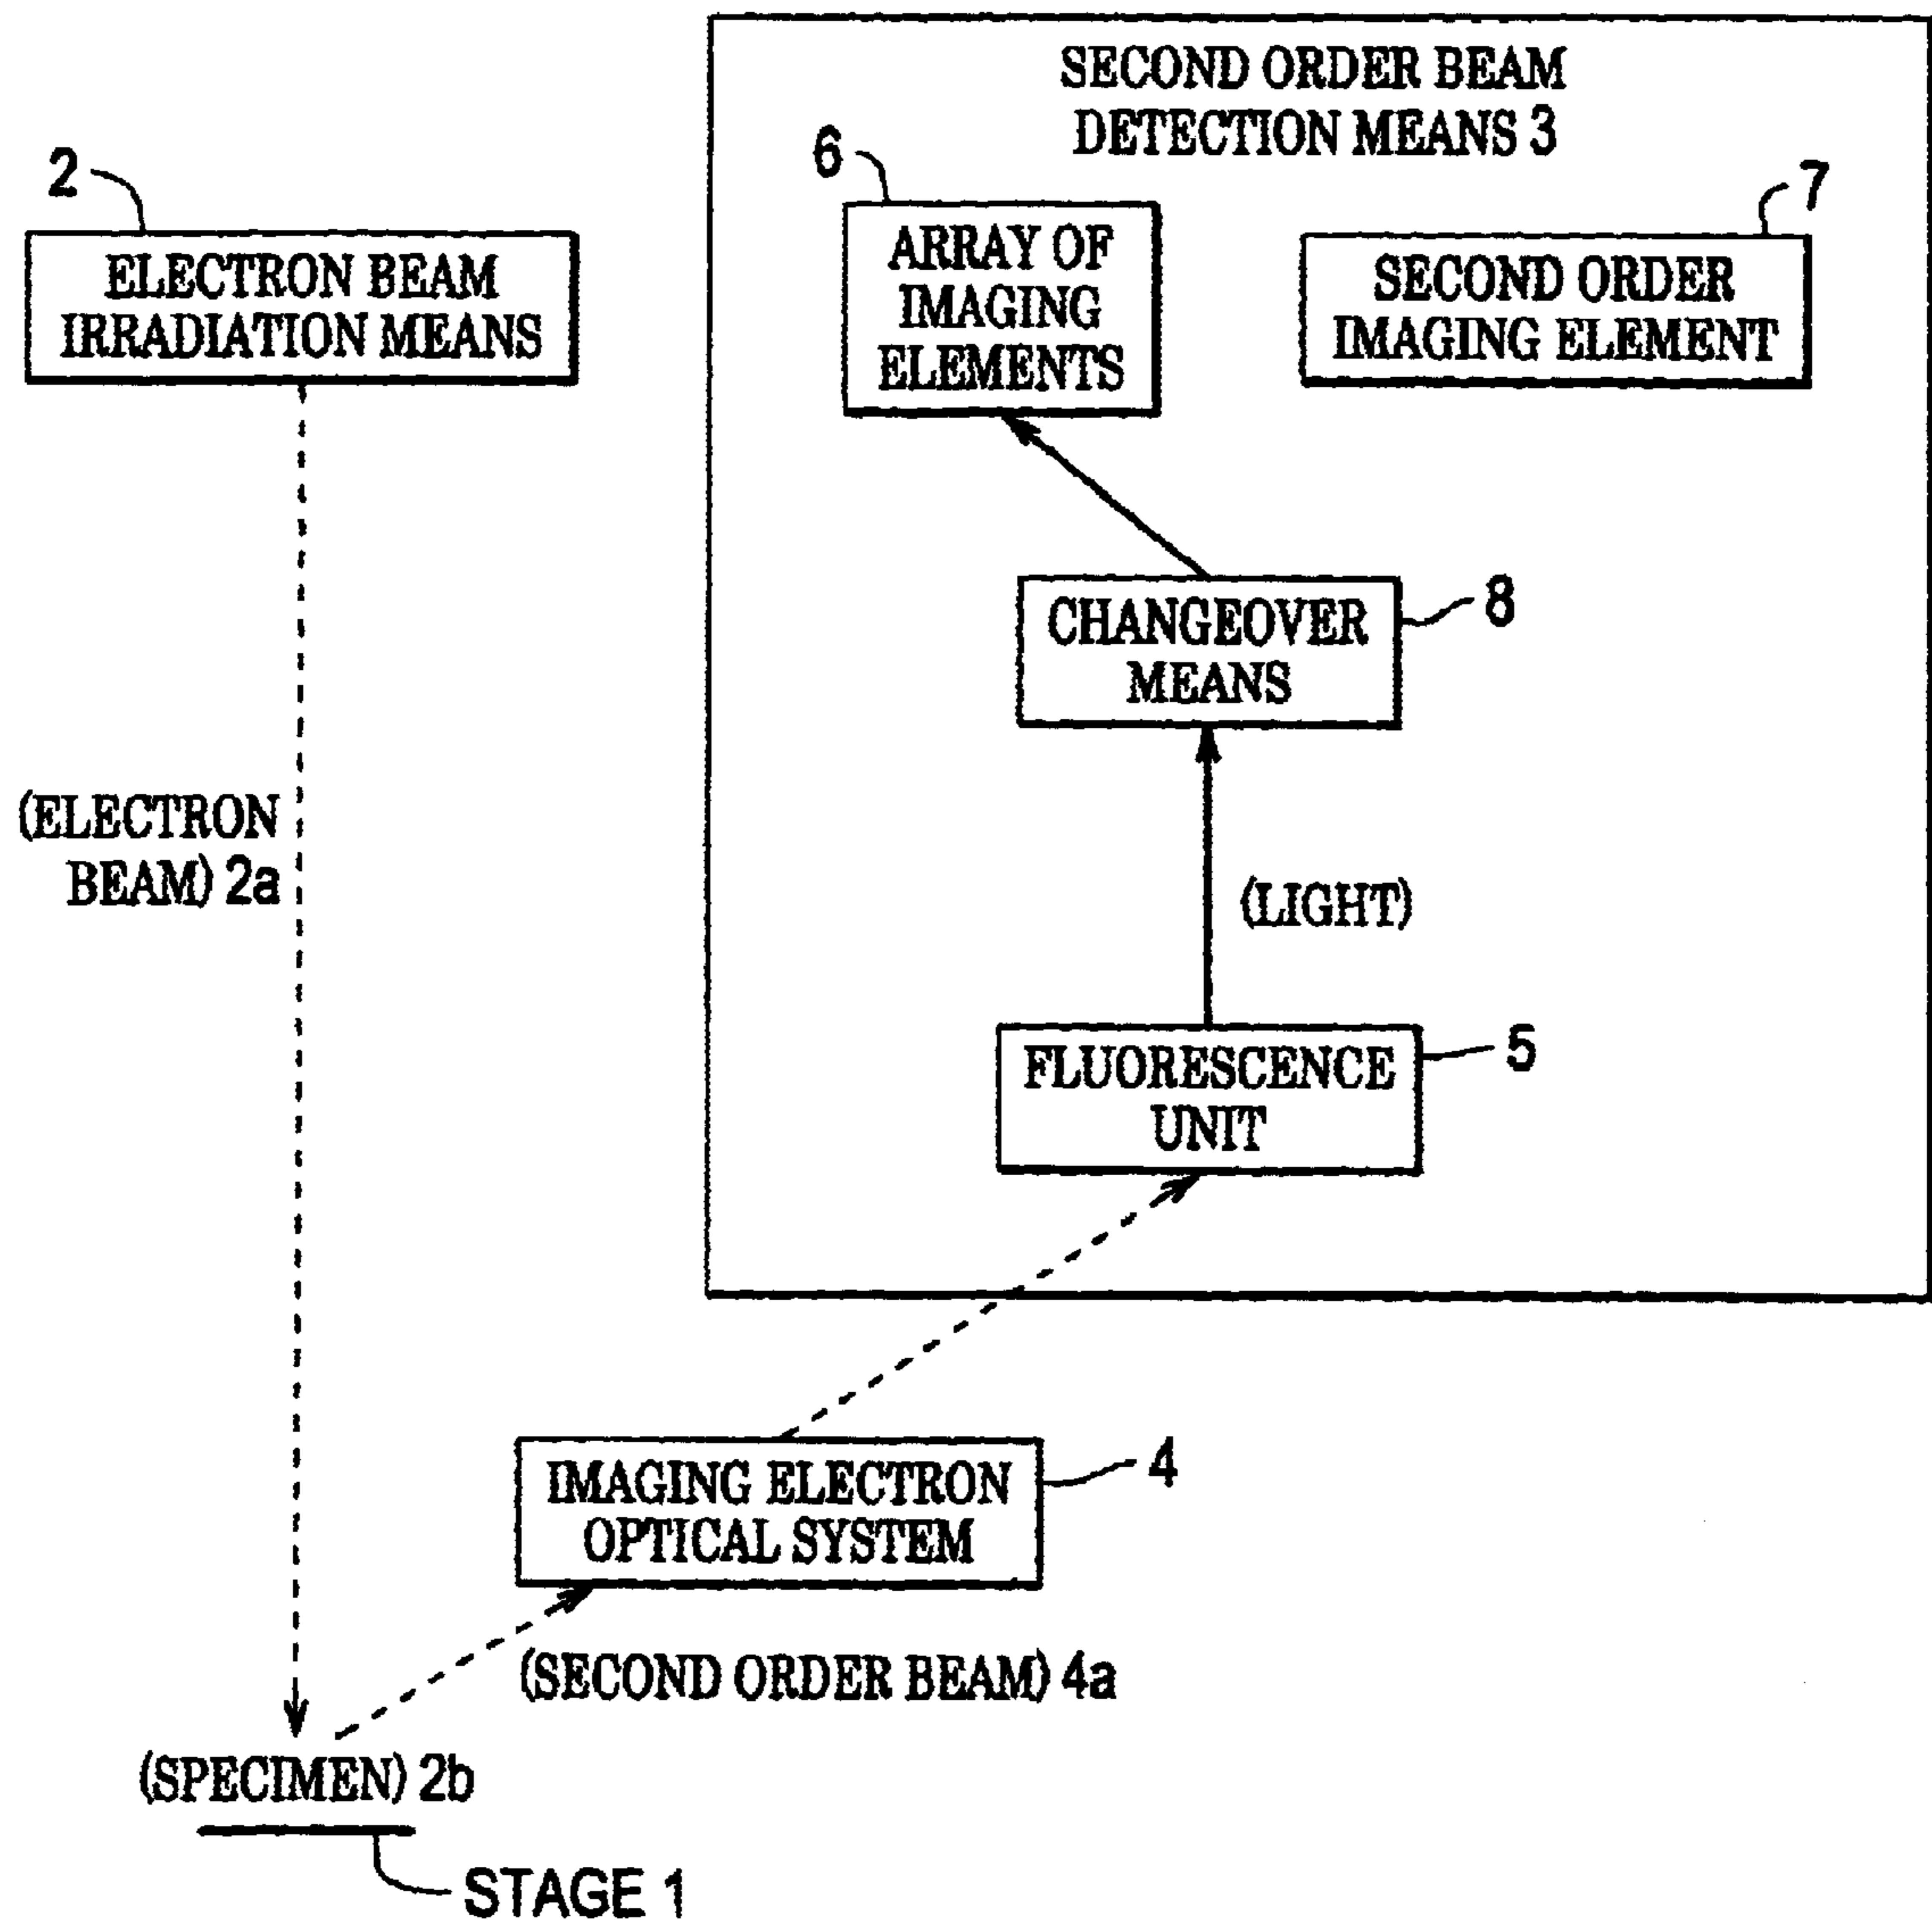 SECOND ORDER BEAM
DETECTION MEANS 3
2
6
7
ELECTRON BEAM
IRRADIATION MEANS
ARRAY OF
IMAGING
ELEMENTS
SECOND ORDER
IMAGING ELEMENT
CHANGEOVER
MEANS
8
(ELECTRON
BEAM) 2a
(LIGHT)
FLUORESCENCE
UNIT
5
IMAGING ELECTRON
OPTICAL SYSTEM
4
(SECOND ORDER BEAM) 4a
(SPECIMEN) 2b
STAGE 1